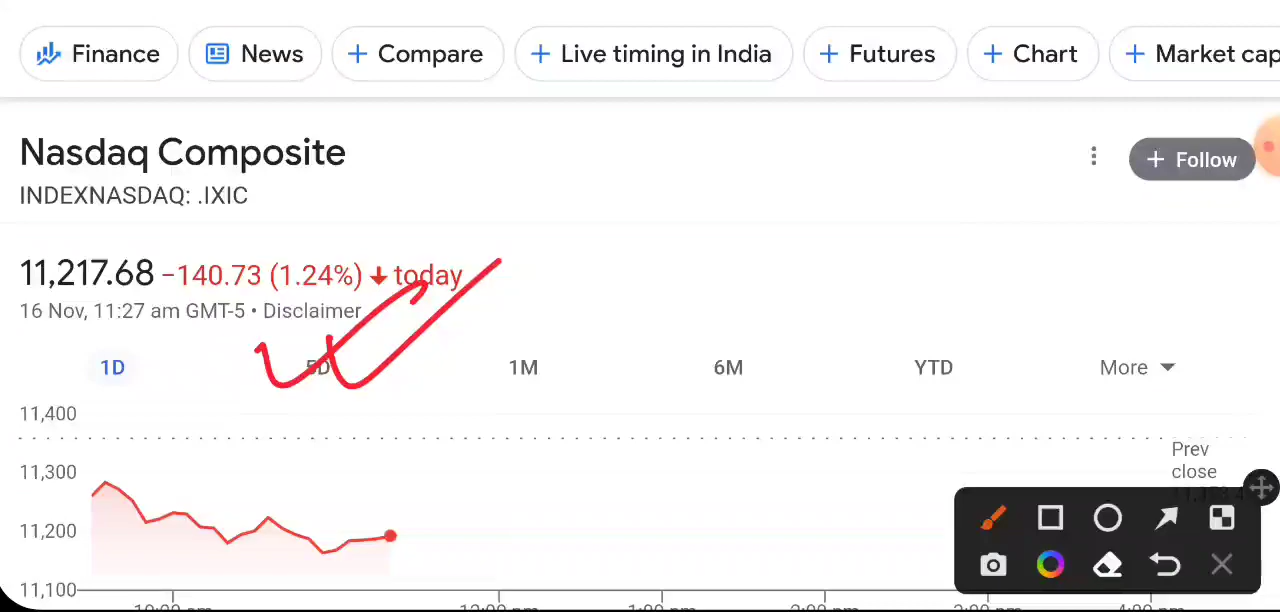 Finance News + Compare + Live timing in India + Futures + Chart + Market cap
Nasdaq Composite
+ Follow
INDEXNASDAQ: .IXIC
11,217.68 −140.73 (1.24%) ↓ today
16 Nov, 11:27 am GMT-5 • Disclaimer
1D 5D 1M 6M YTD More
11,400
Prev
close
11,300
11,200
11,100